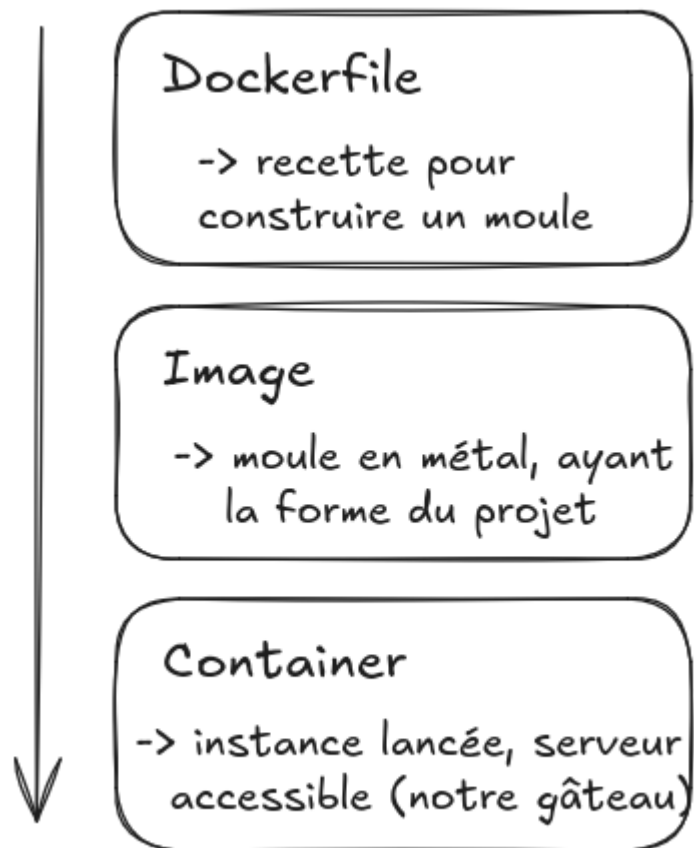 Dockerfile
-> recette pour
construire un moule
Image
-> moule en métal, ayant
la forme du projet
Container
-> instance lancée, serveur
accessible (notre gâteau)